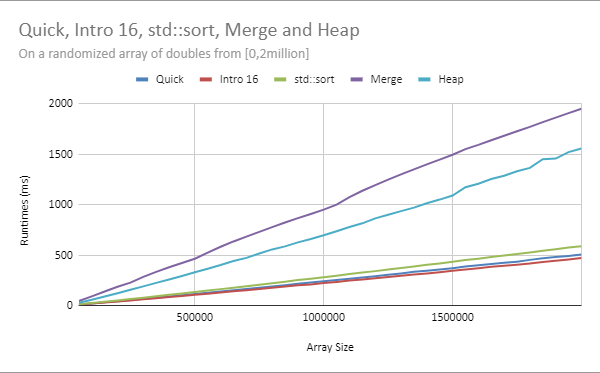 Quick, Intro 16, std::sort, Merge and Heap
On a randomized array of doubles from [0,2million]
Quick Intro 16 std::sort Merge Heap
2000
1500
1000
500
0
Runtimes (ms)
500000 1000000 1500000
Array Size